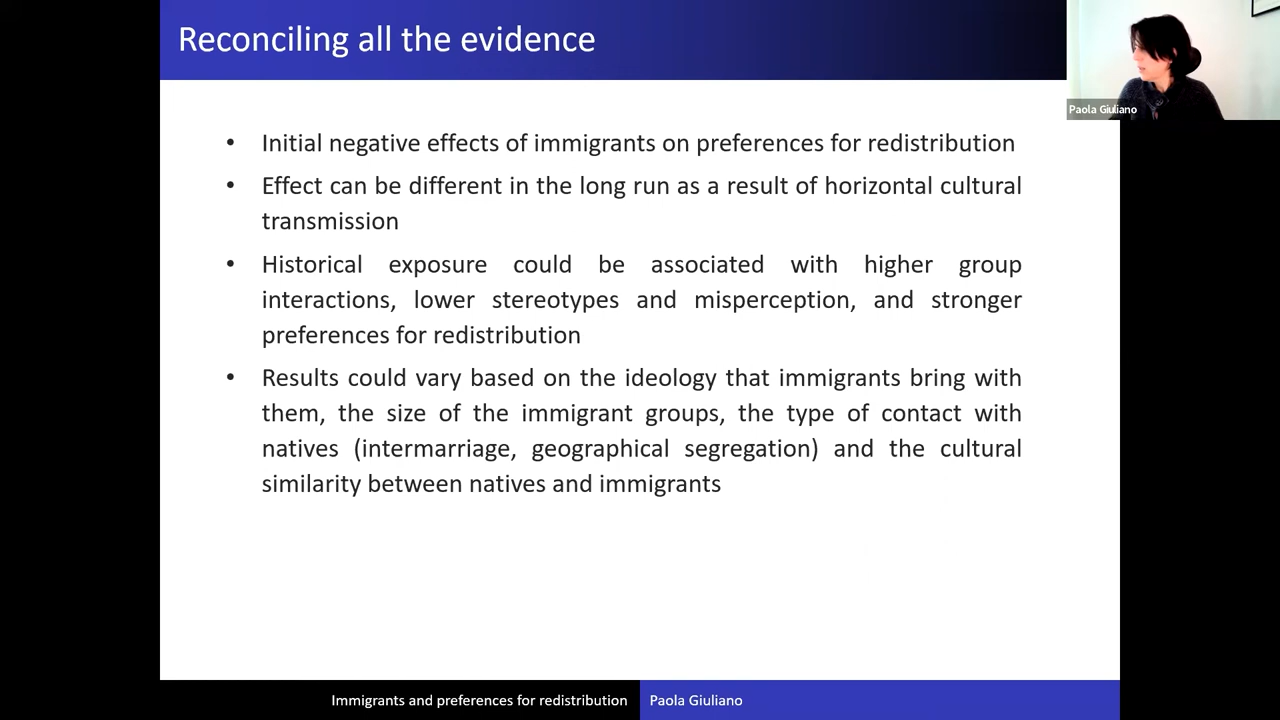 Reconciling all the evidence
Paola Giuliano
• Initial negative effects of immigrants on preferences for redistribution
• Effect can be different in the long run as a result of horizontal cultural
transmission
• Historical exposure could be associated with higher group
interactions, lower stereotypes and misperception, and stronger
preferences for redistribution
• Results could vary based on the ideology that immigrants bring with
them, the size of the immigrant groups, the type of contact with
natives (intermarriage, geographical segregation) and the cultural
similarity between natives and immigrants
Immigrants and preferences for redistribution
Paola Giuliano